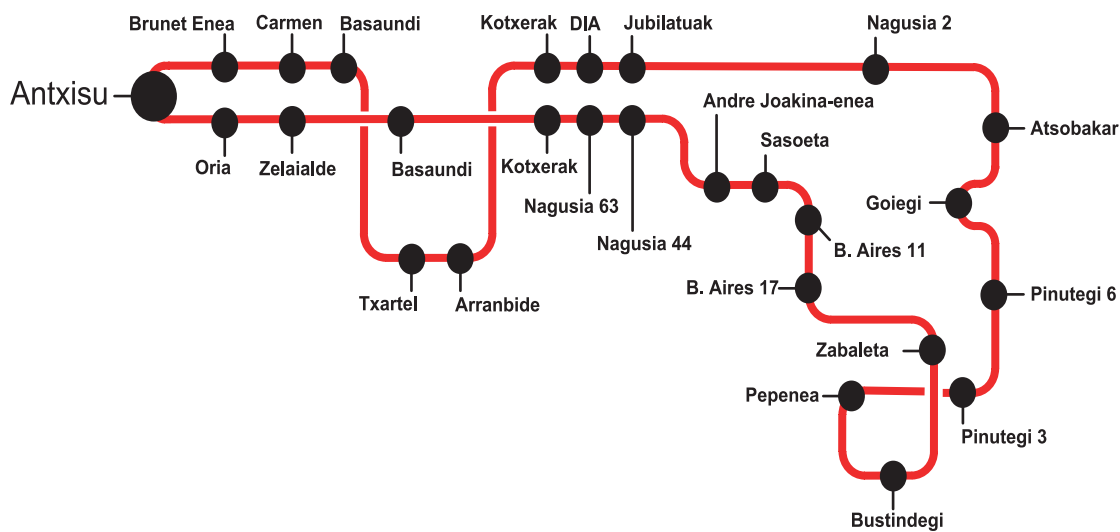 Brunet Enea
Carmen
Basaundi
Kotxerak
DIA
Jubilatuak
Nagusia 2
Antxisu
Andre Joakina-enea
Atsobakar
Sasoeta
Oria
Zelaialde
Basaundi
Kotxerak
Nagusia 63
Nagusia 44
Goiegi
B. Aires 11
B. Aires 17
Pinutegi 6
Txartel
Arranbide
Zabaleta
Pepenea
Pinutegi 3
Bustindegi